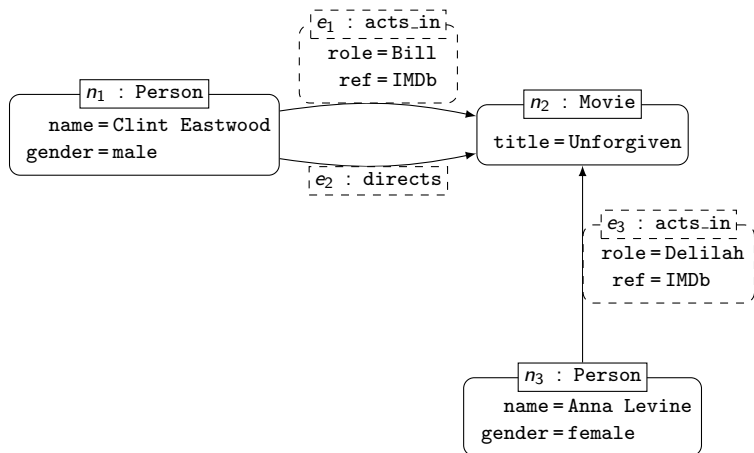 e₁ : acts_in
role = Bill
ref = IMDb
n₁ : Person
name = Clint Eastwood
gender = male
n₂ : Movie
title = Unforgiven
e₂ : directs
e₃ : acts_in
role = Delilah
ref = IMDb
n₃ : Person
name = Anna Levine
gender = female